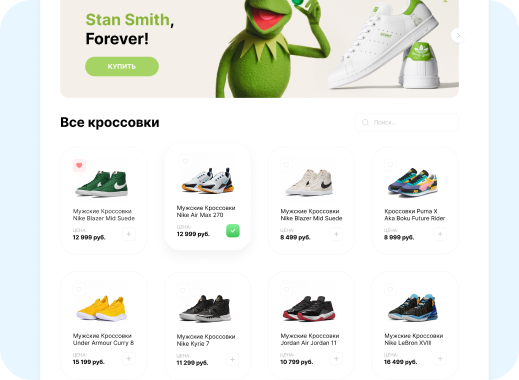 Stan Smith,
Forever!
КУПИТЬ
Все кроссовки
Поиск...
Мужские Кроссовки
Nike Blazer Mid Suede
ЦЕНА:
12 999 руб.
Мужские Кроссовки
Nike Air Max 270
ЦЕНА:
12 999 руб.
Мужские Кроссовки
Nike Blazer Mid Suede
ЦЕНА:
8 499 руб.
Кроссовки Puma X
Aka Boku Future Rider
ЦЕНА:
8 999 руб.
Мужские Кроссовки
Under Armour Curry 8
ЦЕНА:
15 199 руб.
Мужские Кроссовки
Nike Kyrie 7
ЦЕНА:
11 299 руб.
Мужские Кроссовки
Jordan Air Jordan 11
ЦЕНА:
10 799 руб.
Мужские Кроссовки
Nike LeBron XVIII
ЦЕНА:
16 499 руб.